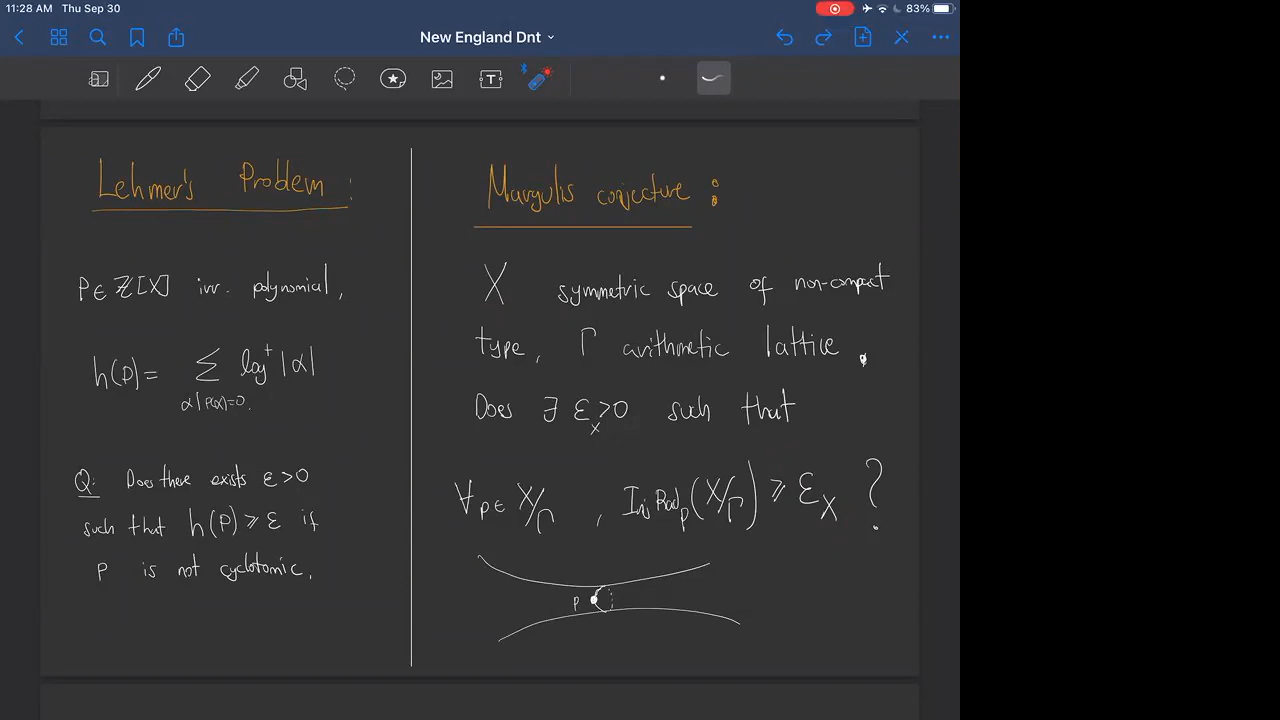 11:28 AM Thu Sep 30
83%
New England Dnt
T
Lehmer's Problem :
P ∈ ℤ[X] irr. polynomial,
h(P) = Σ log⁺ |α|
α | P(α)=0.
Q: Does there exists ε > 0
such that h(P) ⩾ ε if
P is not cyclotomic.
Margulis conjecture :
X symmetric space of non-compact
type, Γ arithmetic lattice.
Does ∃ ε_X > 0 such that
∀ p ∈ X/Γ, InjRad_p(X/Γ) ⩾ ε_X ?
P